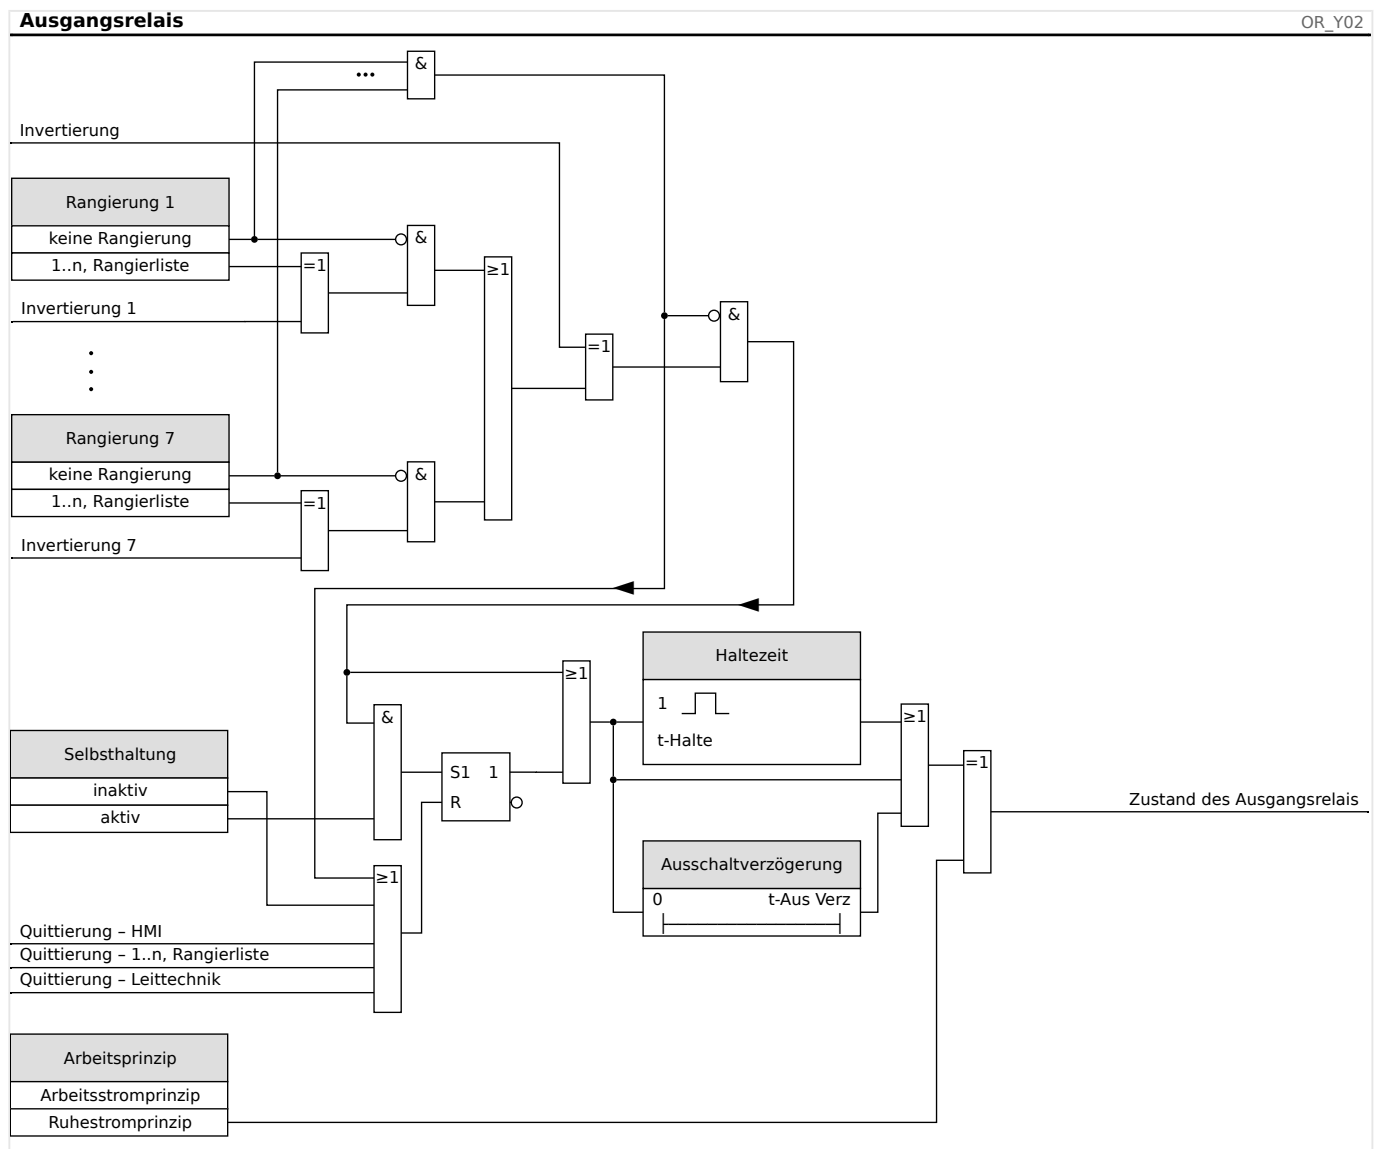 Ausgangsrelais
OR_Y02
&
Invertierung
Rangierung 1
keine Rangierung
1..n, Rangierliste
=1
&
≥1
Invertierung 1
&
=1
Rangierung 7
keine Rangierung
1..n, Rangierliste
=1
&
Invertierung 7
Haltezeit
1
t-Halte
≥1
&
≥1
=1
Selbsthaltung
inaktiv
aktiv
S1 1
R
Zustand des Ausgangsrelais
Ausschaltverzögerung
0 t-Aus Verz
≥1
Quittierung – HMI
Quittierung – 1..n, Rangierliste
Quittierung – Leittechnik
Arbeitsprinzip
Arbeitsstromprinzip
Ruhestromprinzip